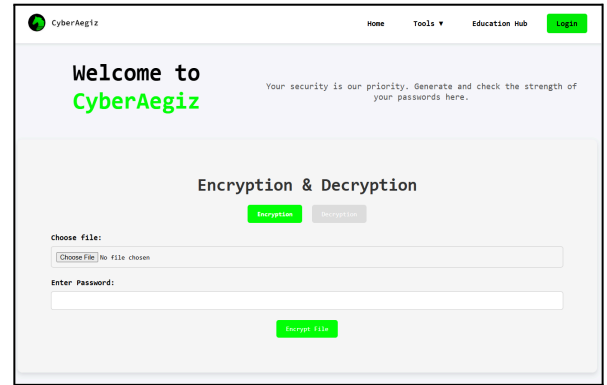 CyberAegiz
Home
Tools ▼
Education Hub
Login
Welcome to
CyberAegiz
Your security is our priority. Generate and check the strength of
your passwords here.
Encryption & Decryption
Encryption
Decryption
Choose file:
Choose File No file chosen
Enter Password:
Encrypt File